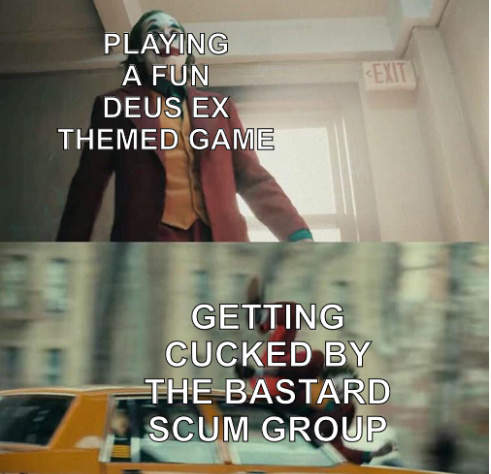 PLAYING
A FUN
DEUS EX
THEMED GAME
<EXIT
GETTING
CUCKED BY
THE BASTARD
SCUM GROUP